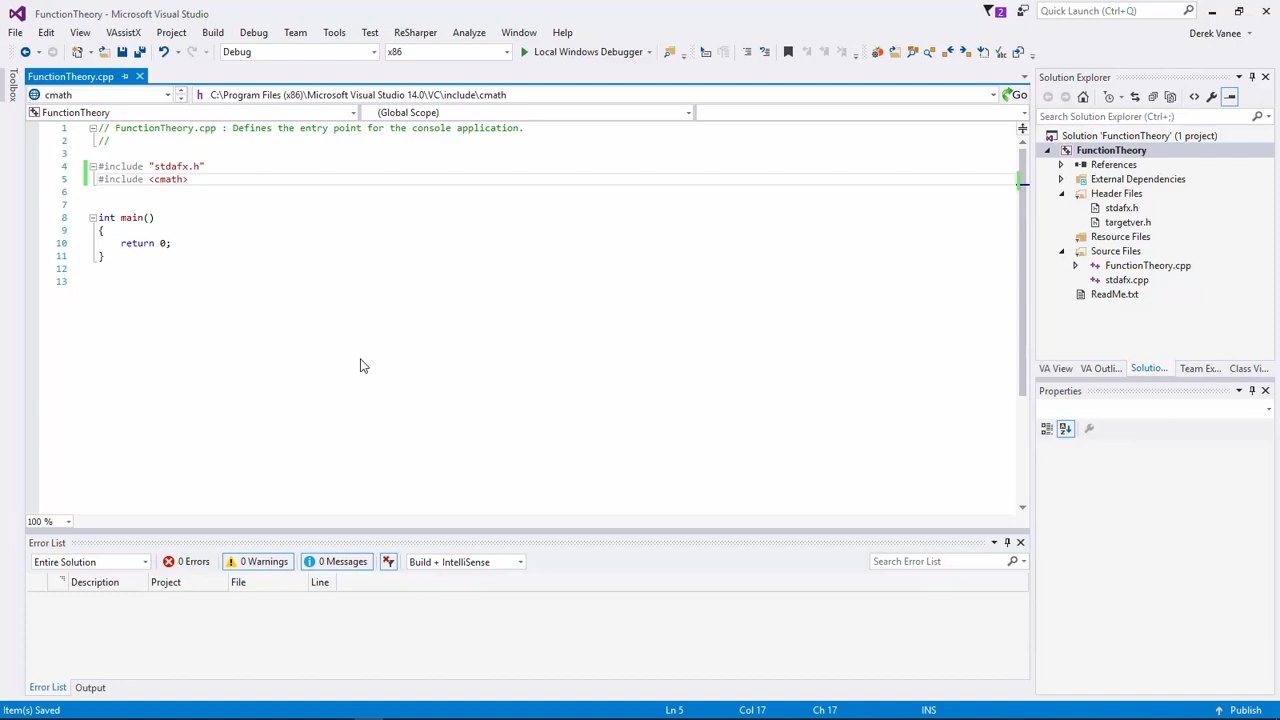 FunctionTheory - Microsoft Visual Studio
2
Quick Launch (Ctrl+Q)
File Edit View VAssistX Project Build Debug Team Tools Test ReSharper Analyze Window Help
Derek Vanee
Debug x86 Local Windows Debugger
Toolbox
FunctionTheory.cpp
cmath C:\Program Files (x86)\Microsoft Visual Studio 14.0\VC\include\cmath Go
FunctionTheory (Global Scope)
1 // FunctionTheory.cpp : Defines the entry point for the console application.
2 //
3
4 #include "stdafx.h"
5 #include <cmath>
6
7
8 int main()
9 {
10 return 0;
11 }
12
13
100 %
Solution Explorer
Search Solution Explorer (Ctrl+;)
Solution 'FunctionTheory' (1 project)
FunctionTheory
References
External Dependencies
Header Files
stdafx.h
targetver.h
Resource Files
Source Files
FunctionTheory.cpp
stdafx.cpp
ReadMe.txt
VA View VA Outli... Solutio... Team Ex... Class Vi...
Properties
Error List
Entire Solution 0 Errors 0 Warnings 0 Messages Build + IntelliSense Search Error List
Description Project File Line
Error List Output
Item(s) Saved Ln 5 Col 17 Ch 17 INS Publish